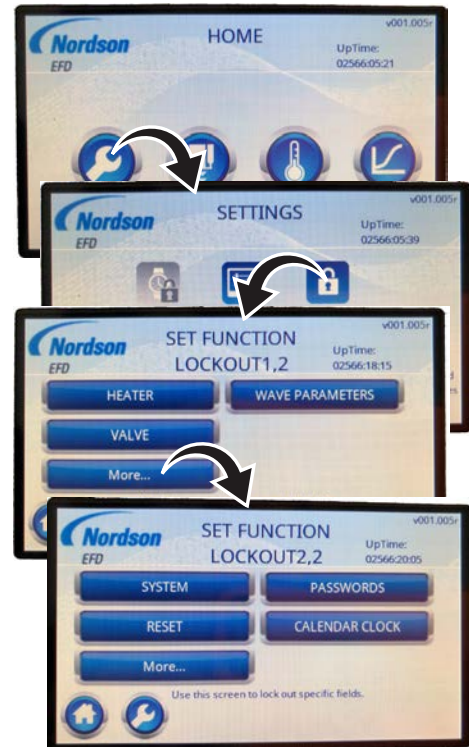 v001.005r
Nordson
EFD
HOME
UpTime:
02566:05:21
v001.005r
Nordson
EFD
SETTINGS
UpTime:
02566:05:39
v001.005r
Nordson
EFD
SET FUNCTION
LOCKOUT1,2
UpTime:
02566:18:15
HEATER
WAVE PARAMETERS
VALVE
More...
v001.005r
Nordson
EFD
SET FUNCTION
LOCKOUT2,2
UpTime:
02566:20:05
SYSTEM
PASSWORDS
RESET
CALENDAR CLOCK
More...
Use this screen to lock out specific fields.